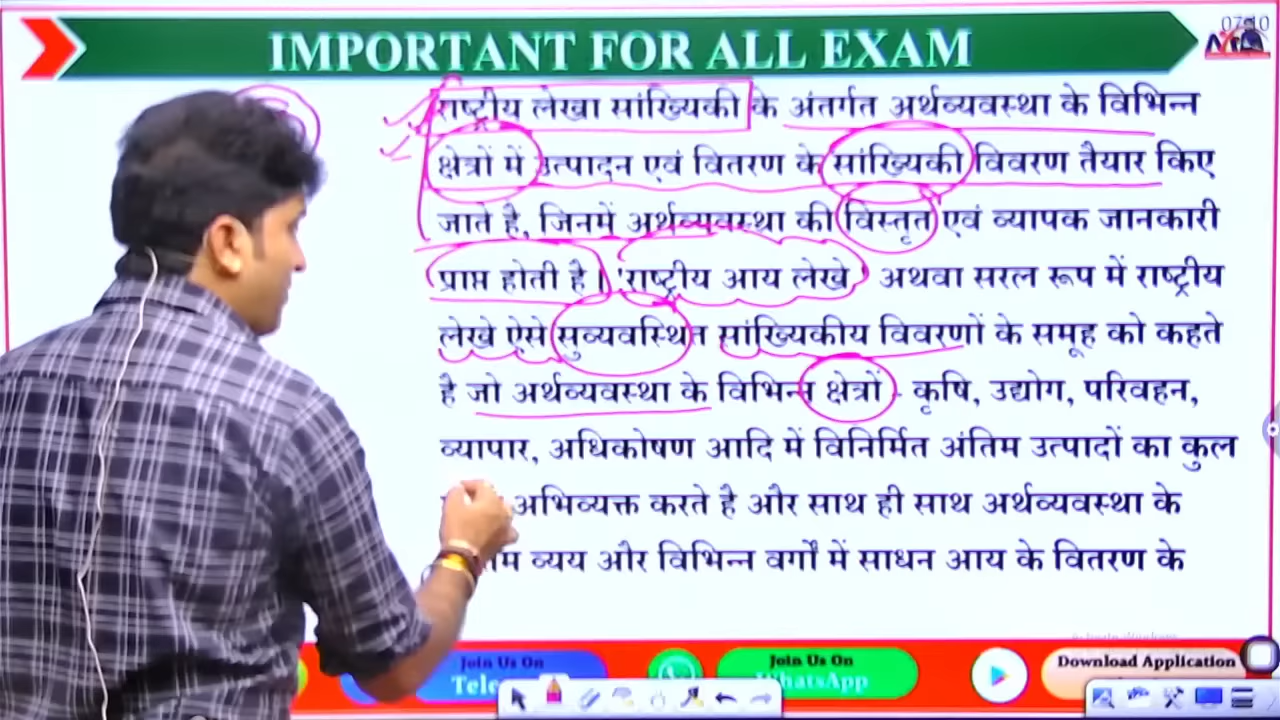 IMPORTANT FOR ALL EXAM
07:10
राष्ट्रीय लेखा सांख्यिकी के अंतर्गत अर्थव्यवस्था के विभिन्न
क्षेत्रों में उत्पादन एवं वितरण के सांख्यिकी विवरण तैयार किए
जाते है, जिनमें अर्थव्यवस्था की विस्तृत एवं व्यापक जानकारी
प्राप्त होती है। 'राष्ट्रीय आय लेखे' अथवा सरल रूप में राष्ट्रीय
लेखे ऐसे सुव्यवस्थित सांख्यिकीय विवरणों के समूह को कहते
है जो अर्थव्यवस्था के विभिन्न क्षेत्रों - कृषि, उद्योग, परिवहन,
व्यापार, अधिकोषण आदि में विनिर्मित अंतिम उत्पादों का कुल
अभिव्यक्त करते है और साथ ही साथ अर्थव्यवस्था के
व्यय और विभिन्न वर्गों में साधन आय के वितरण के
Join Us On
Join Us On
WhatsApp
Download Application